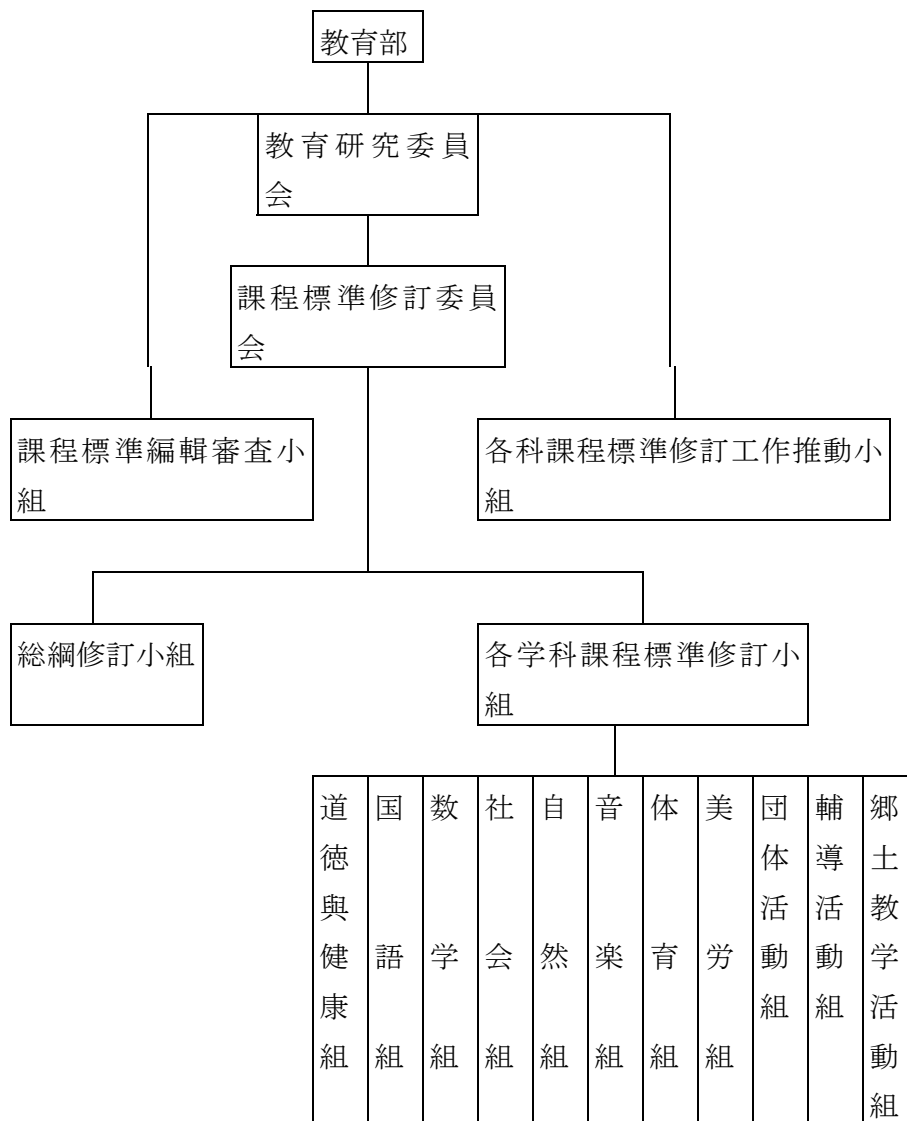 教育部
教育研究委員
会
課程標準修訂委員
会
課程標準編輯審査小
組
各科課程標準修訂工作推動小
組
総綱修訂小組
各学科課程標準修訂小
組
道徳與健康組
国語組
数学組
社会組
自然組
音楽組
体育組
美労組
団体活動組
輔導活動組
郷土教学活動組